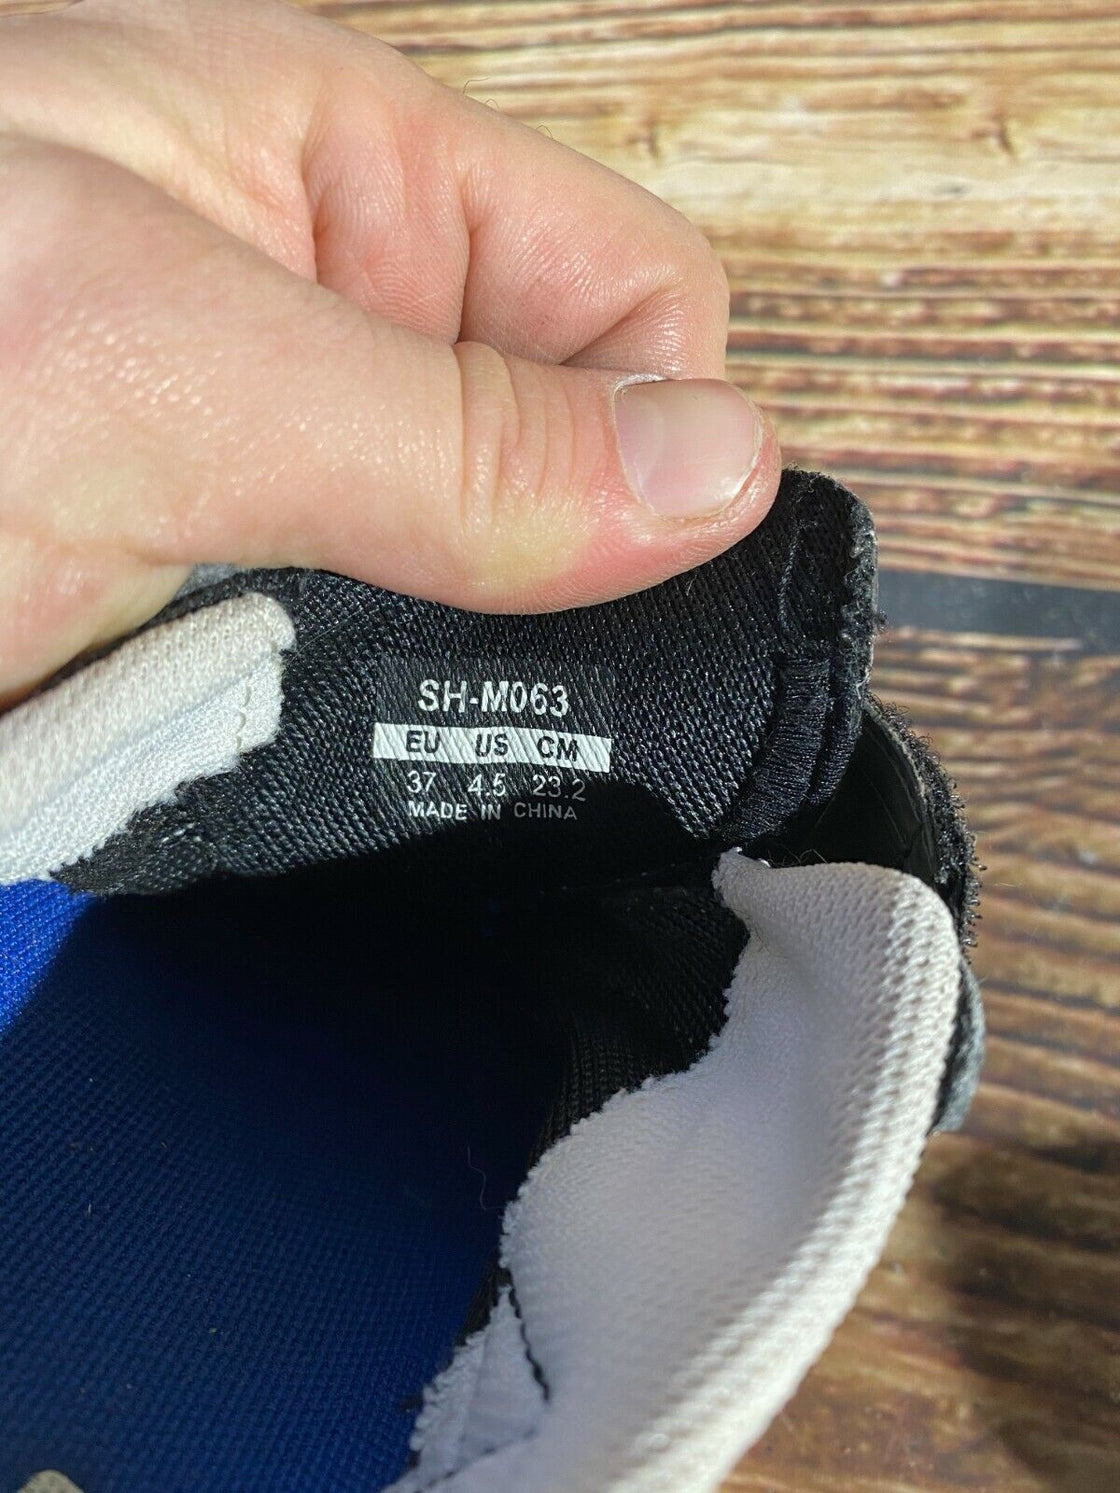 SH-M063
EU US CM
37 4.5 23.2
MADE IN CHINA